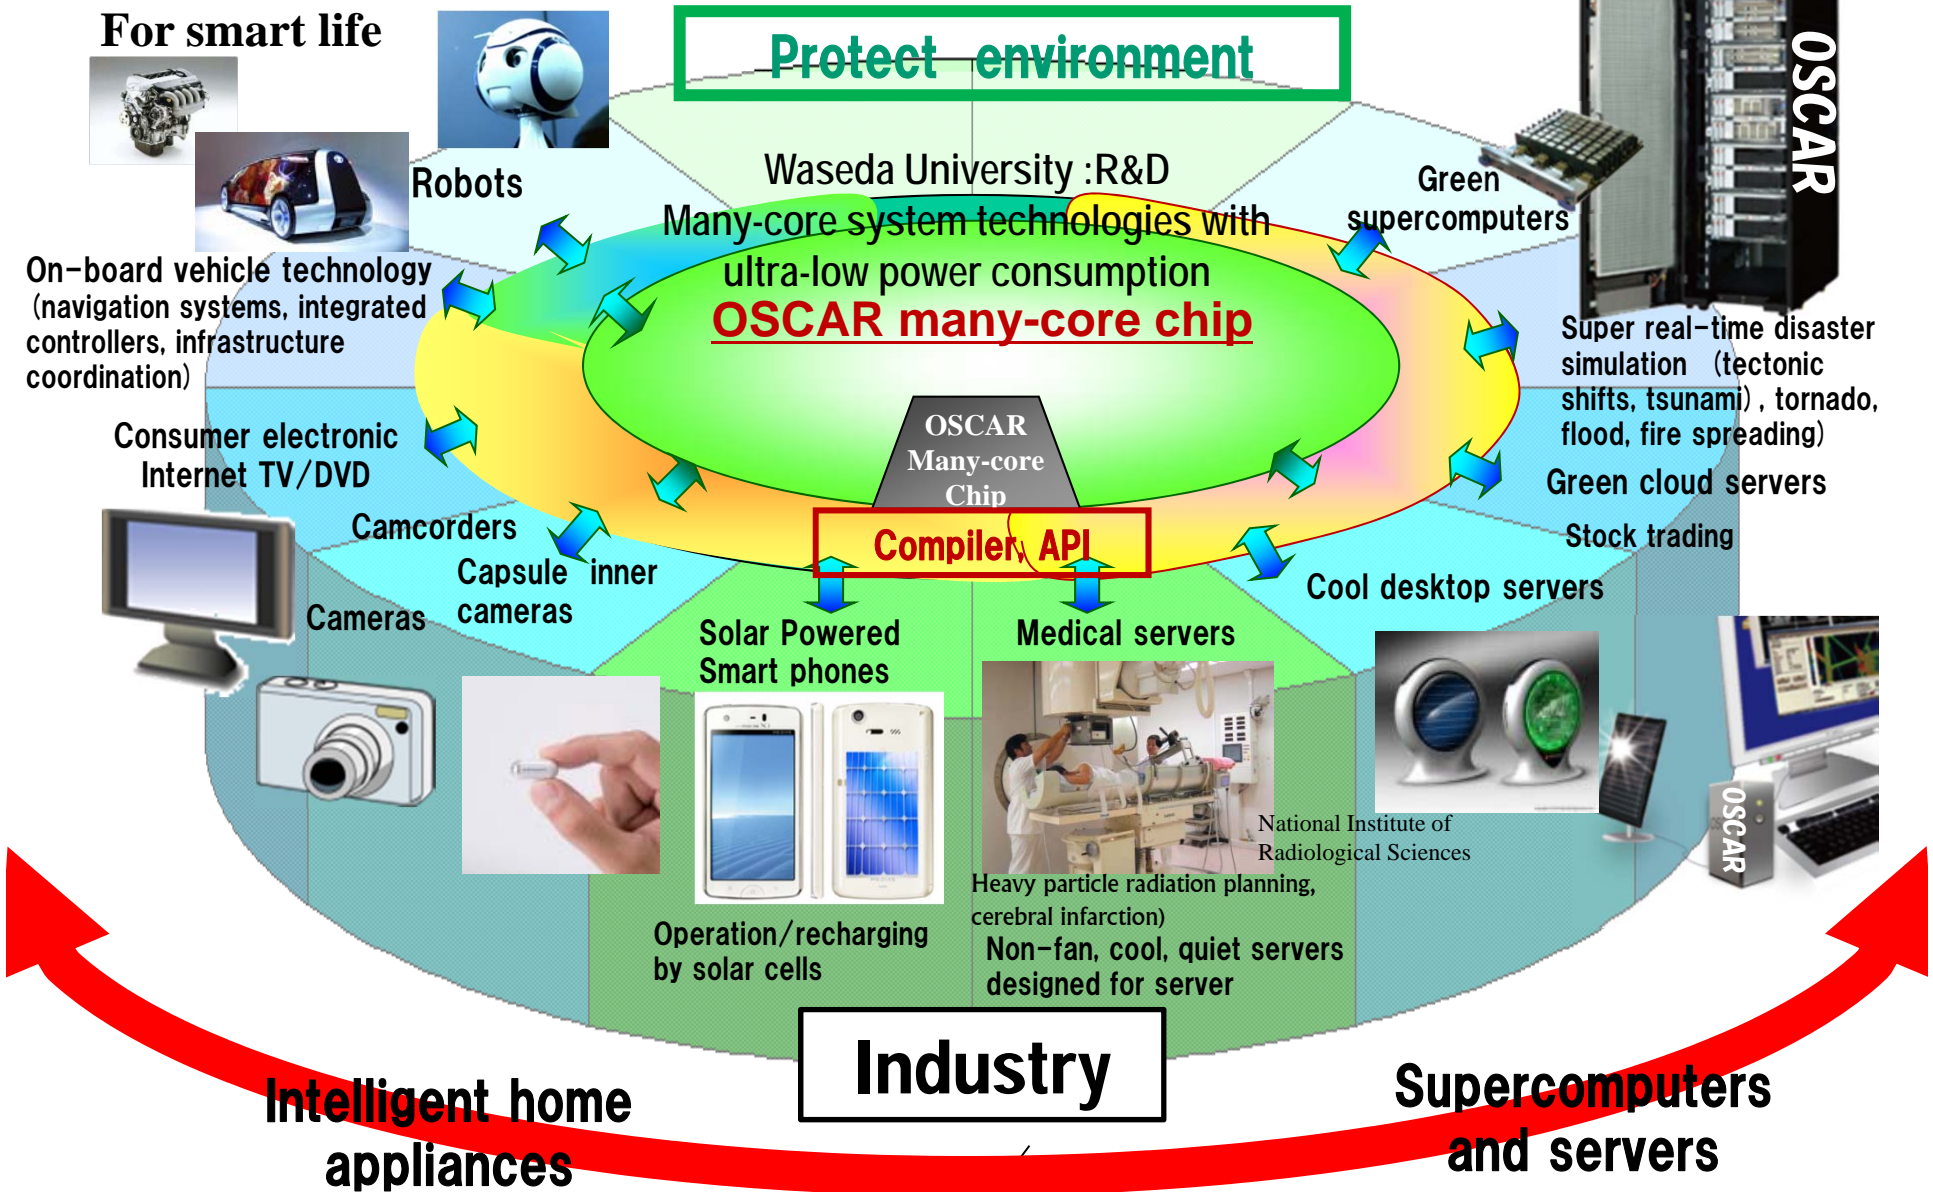 For smart life
Protect environment
OSCAR
Robots
Waseda University :R&D
Many-core system technologies with
ultra-low power consumption
OSCAR many-core chip
Green
supercomputers
On-board vehicle technology
(navigation systems, integrated
controllers, infrastructure
coordination)
Super real-time disaster
simulation (tectonic
shifts, tsunami), tornado,
flood, fire spreading)
Consumer electronic
Internet TV/DVD
OSCAR
Many-core
Chip
Compiler, API
Green cloud servers
Stock trading
Camcorders
Capsule inner
cameras
Cameras
Cool desktop servers
Solar Powered
Smart phones
Medical servers
OSCAR
National Institute of
Radiological Sciences
Heavy particle radiation planning,
cerebral infarction)
Operation/recharging
by solar cells
Non-fan, cool, quiet servers
designed for server
Industry
Intelligent home
appliances
Supercomputers
and servers